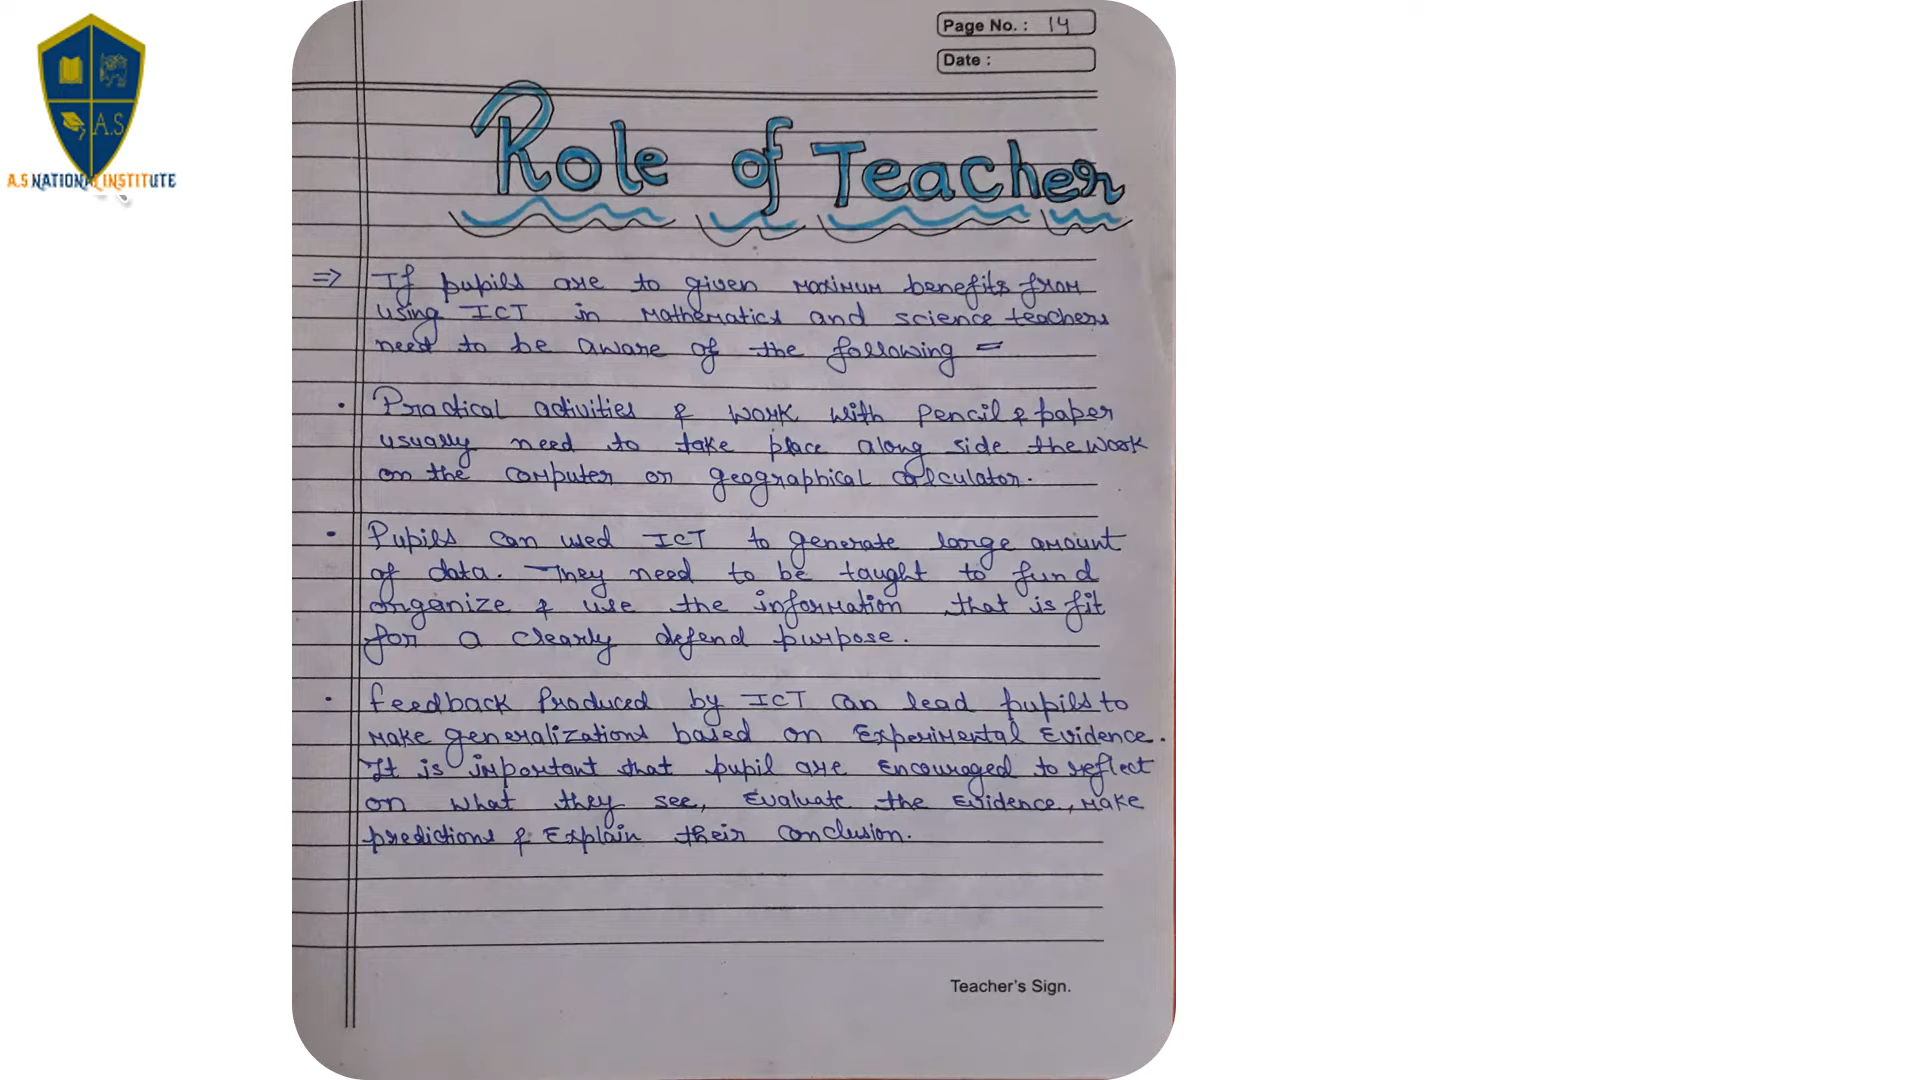 A.S
A.S NATIONAL INSTITUTE
Page No. : 14
Date :
Role of Teacher
=> If pupils are to given maximum benefits from
using ICT in mathematics and science teachers
need to be aware of the following =
. Practical activities & work with pencil & paper
usually need to take place along side the work
on the computer or geographical calculator.
. Pupils can used ICT to generate large amount
of data. They need to be taught to fund
organize & use the information that is fit
for a clearly defend purpose.
. feedback Produced by ICT can lead pupils to
make generalizations based on Experimental Evidence.
It is important that pupil are Encouraged to reflect
on what they see, Evaluate the Evidence, make
predictions & Explain their conclusion.
Teacher's Sign.